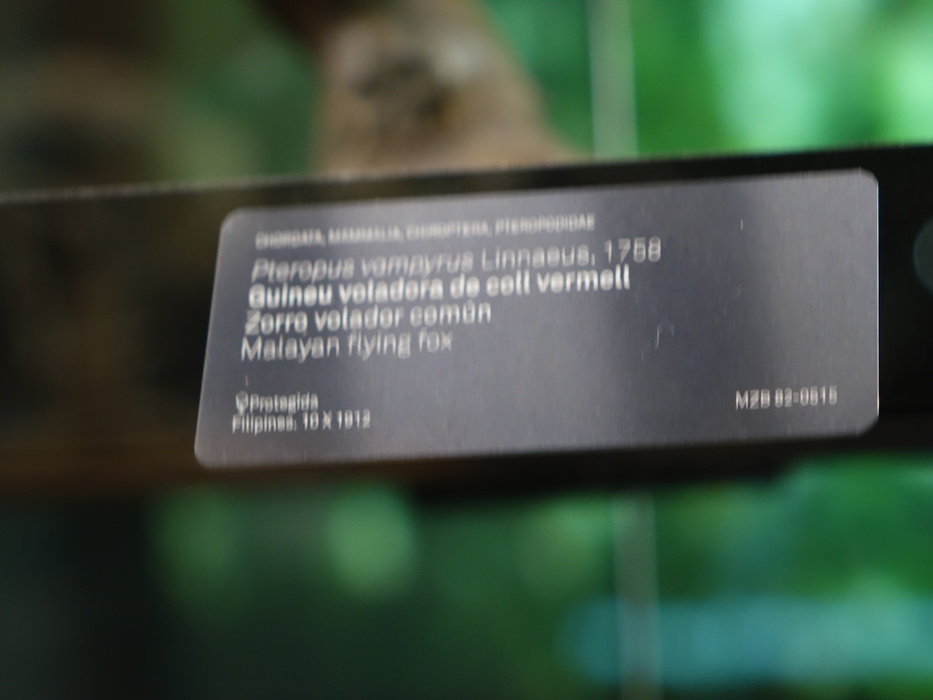 CHORDATA, MAMMALIA, CHIROPTERA, PTEROPODIDAE
Pteropus vampyrus Linnaeus, 1758
Guineu voladora de coll vermell
Zorro volador común
Malayan flying fox
♀ Protegida
Filipines. 10 X 1912
MZB 82-0515